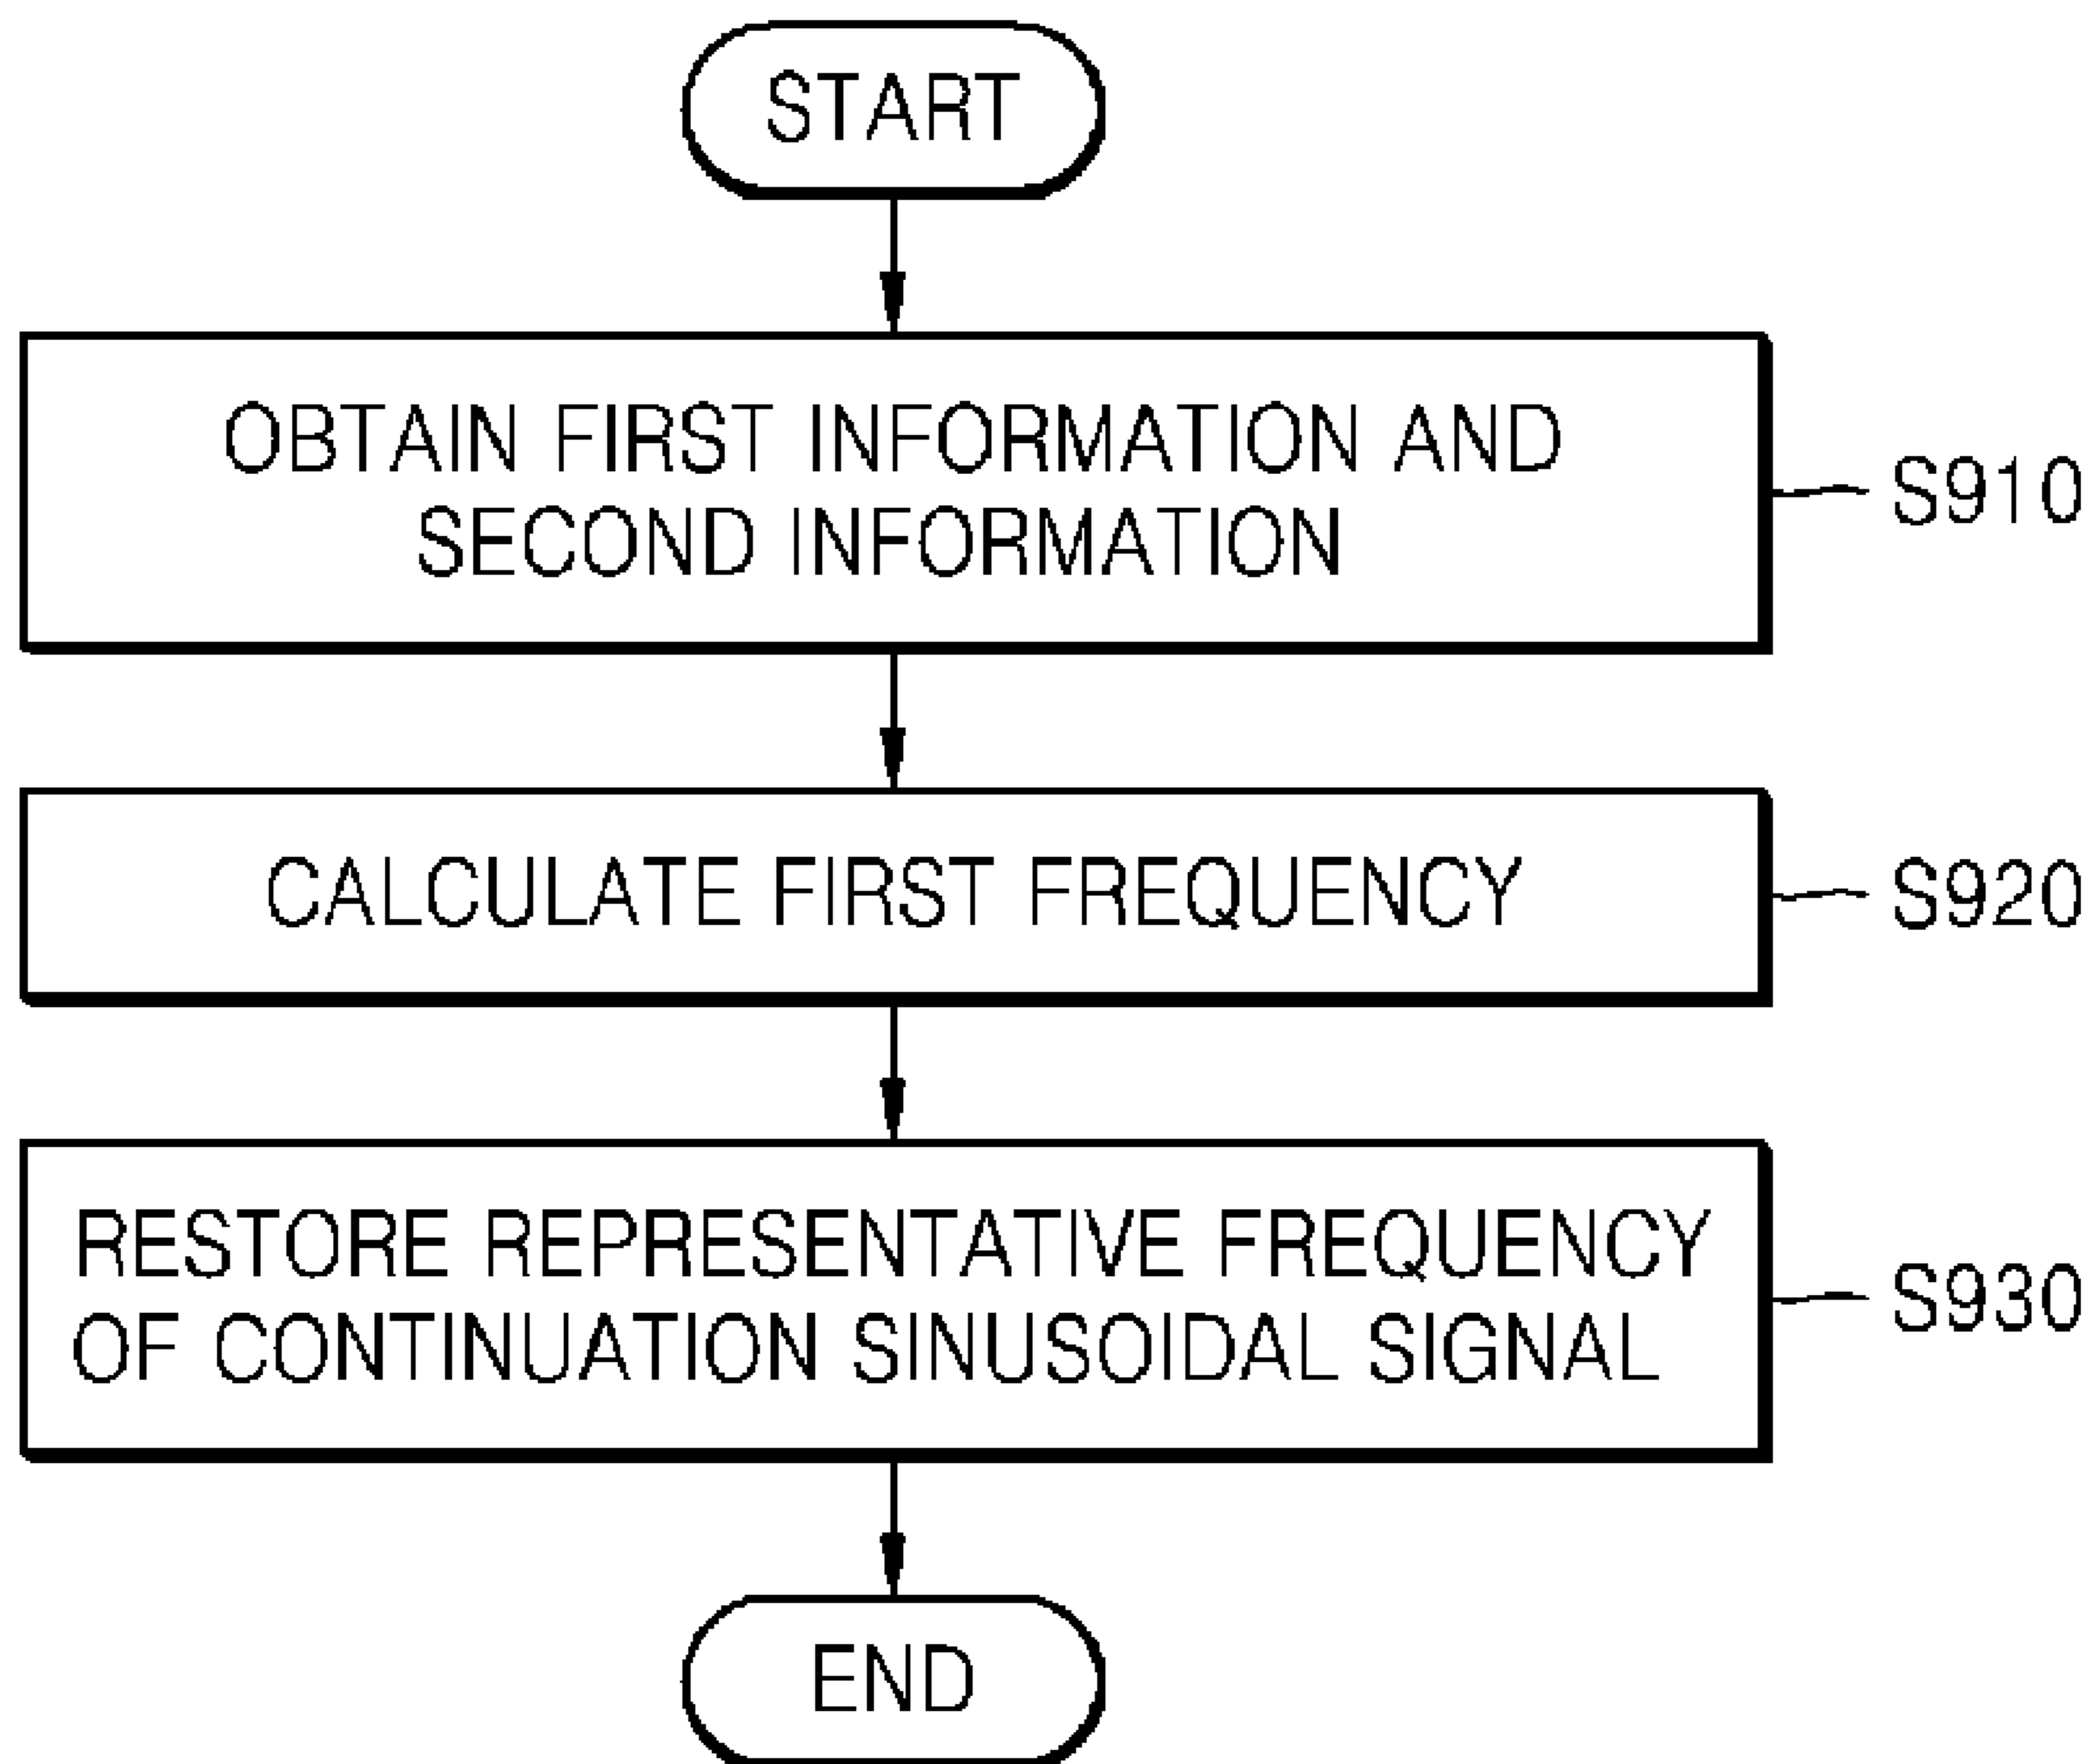 START
OBTAIN FIRST INFORMATION AND
SECOND INFORMATION
S910
CALCULATE FIRST FREQUENCY
S920
RESTORE REPRESENTATIVE FREQUENCY
OF CONTINUATION SINUSOIDAL SIGNAL
S930
END